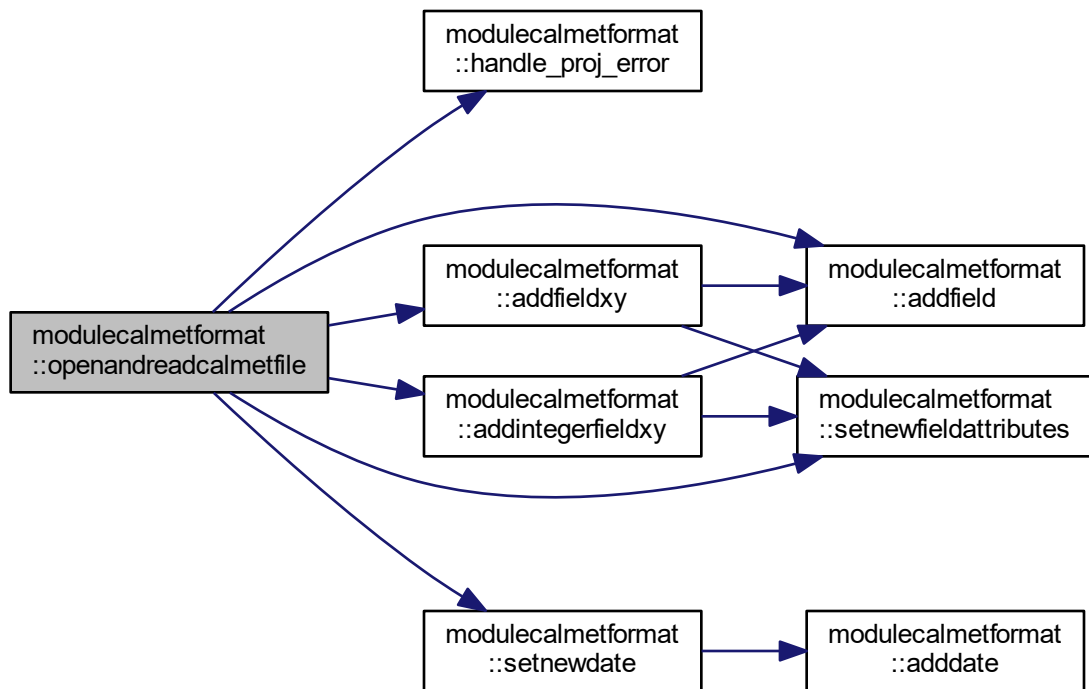 modulecalmetformat
::handle_proj_error
modulecalmetformat
::addfieldxy
modulecalmetformat
::addfield
modulecalmetformat
::openandreadcalmetfile
modulecalmetformat
::addintegerfieldxy
modulecalmetformat
::setnewfieldattributes
modulecalmetformat
::setnewdate
modulecalmetformat
::adddate